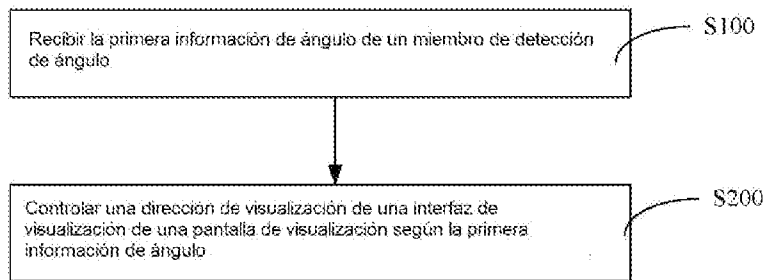 Recibir la primera información de ángulo de un miembro de detección
de ángulo
S100
Controlar una dirección de visualización de una interfaz de
visualización de una pantalla de visualización según la primera
información de ángulo
S200